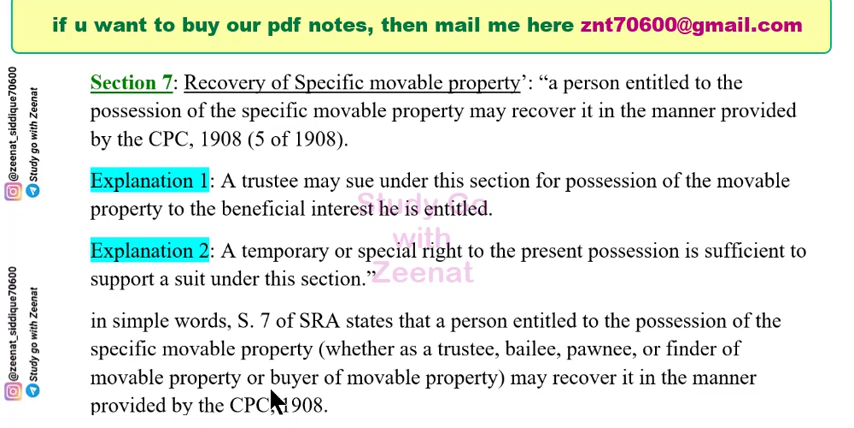 if u want to buy our pdf notes, then mail me here znt70600@gmail.com
Section 7: Recovery of Specific movable property’: “a person entitled to the
possession of the specific movable property may recover it in the manner provided
by the CPC, 1908 (5 of 1908).
Explanation 1: A trustee may sue under this section for possession of the movable
property to the beneficial interest he is entitled.
Explanation 2: A temporary or special right to the present possession is sufficient to
support a suit under this section.”
in simple words, S. 7 of SRA states that a person entitled to the possession of the
specific movable property (whether as a trustee, bailee, pawnee, or finder of
movable property or buyer of movable property) may recover it in the manner
provided by the CPC, 1908.
Study Go
with
Zeenat
@zeenat_siddique70600
Study go with Zeenat
@zeenat_siddique70600
Study go with Zeenat